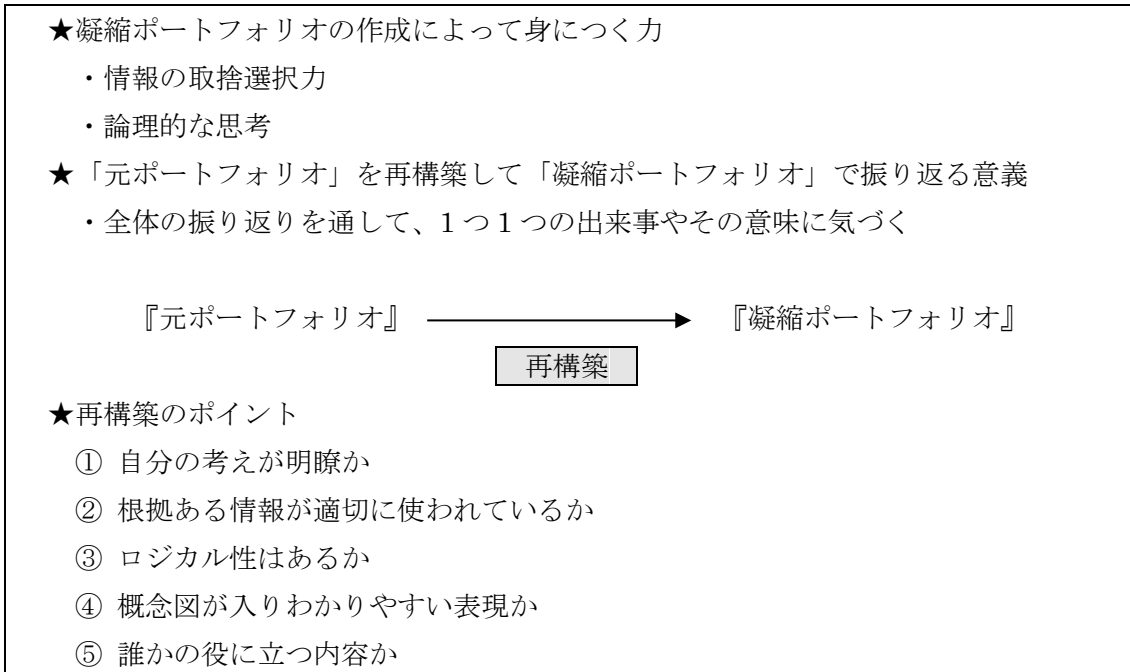 ★凝縮ポートフォリオの作成によって身につく力
・情報の取捨選択力
・論理的な思考
★「元ポートフォリオ」を再構築して「凝縮ポートフォリオ」で振り返る意義
・全体の振り返りを通して、1つ1つの出来事やその意味に気づく
『元ポートフォリオ』 『凝縮ポートフォリオ』
再構築
★再構築のポイント
① 自分の考えが明瞭か
② 根拠ある情報が適切に使われているか
③ ロジカル性はあるか
④ 概念図が入りわかりやすい表現か
⑤ 誰かの役に立つ内容か